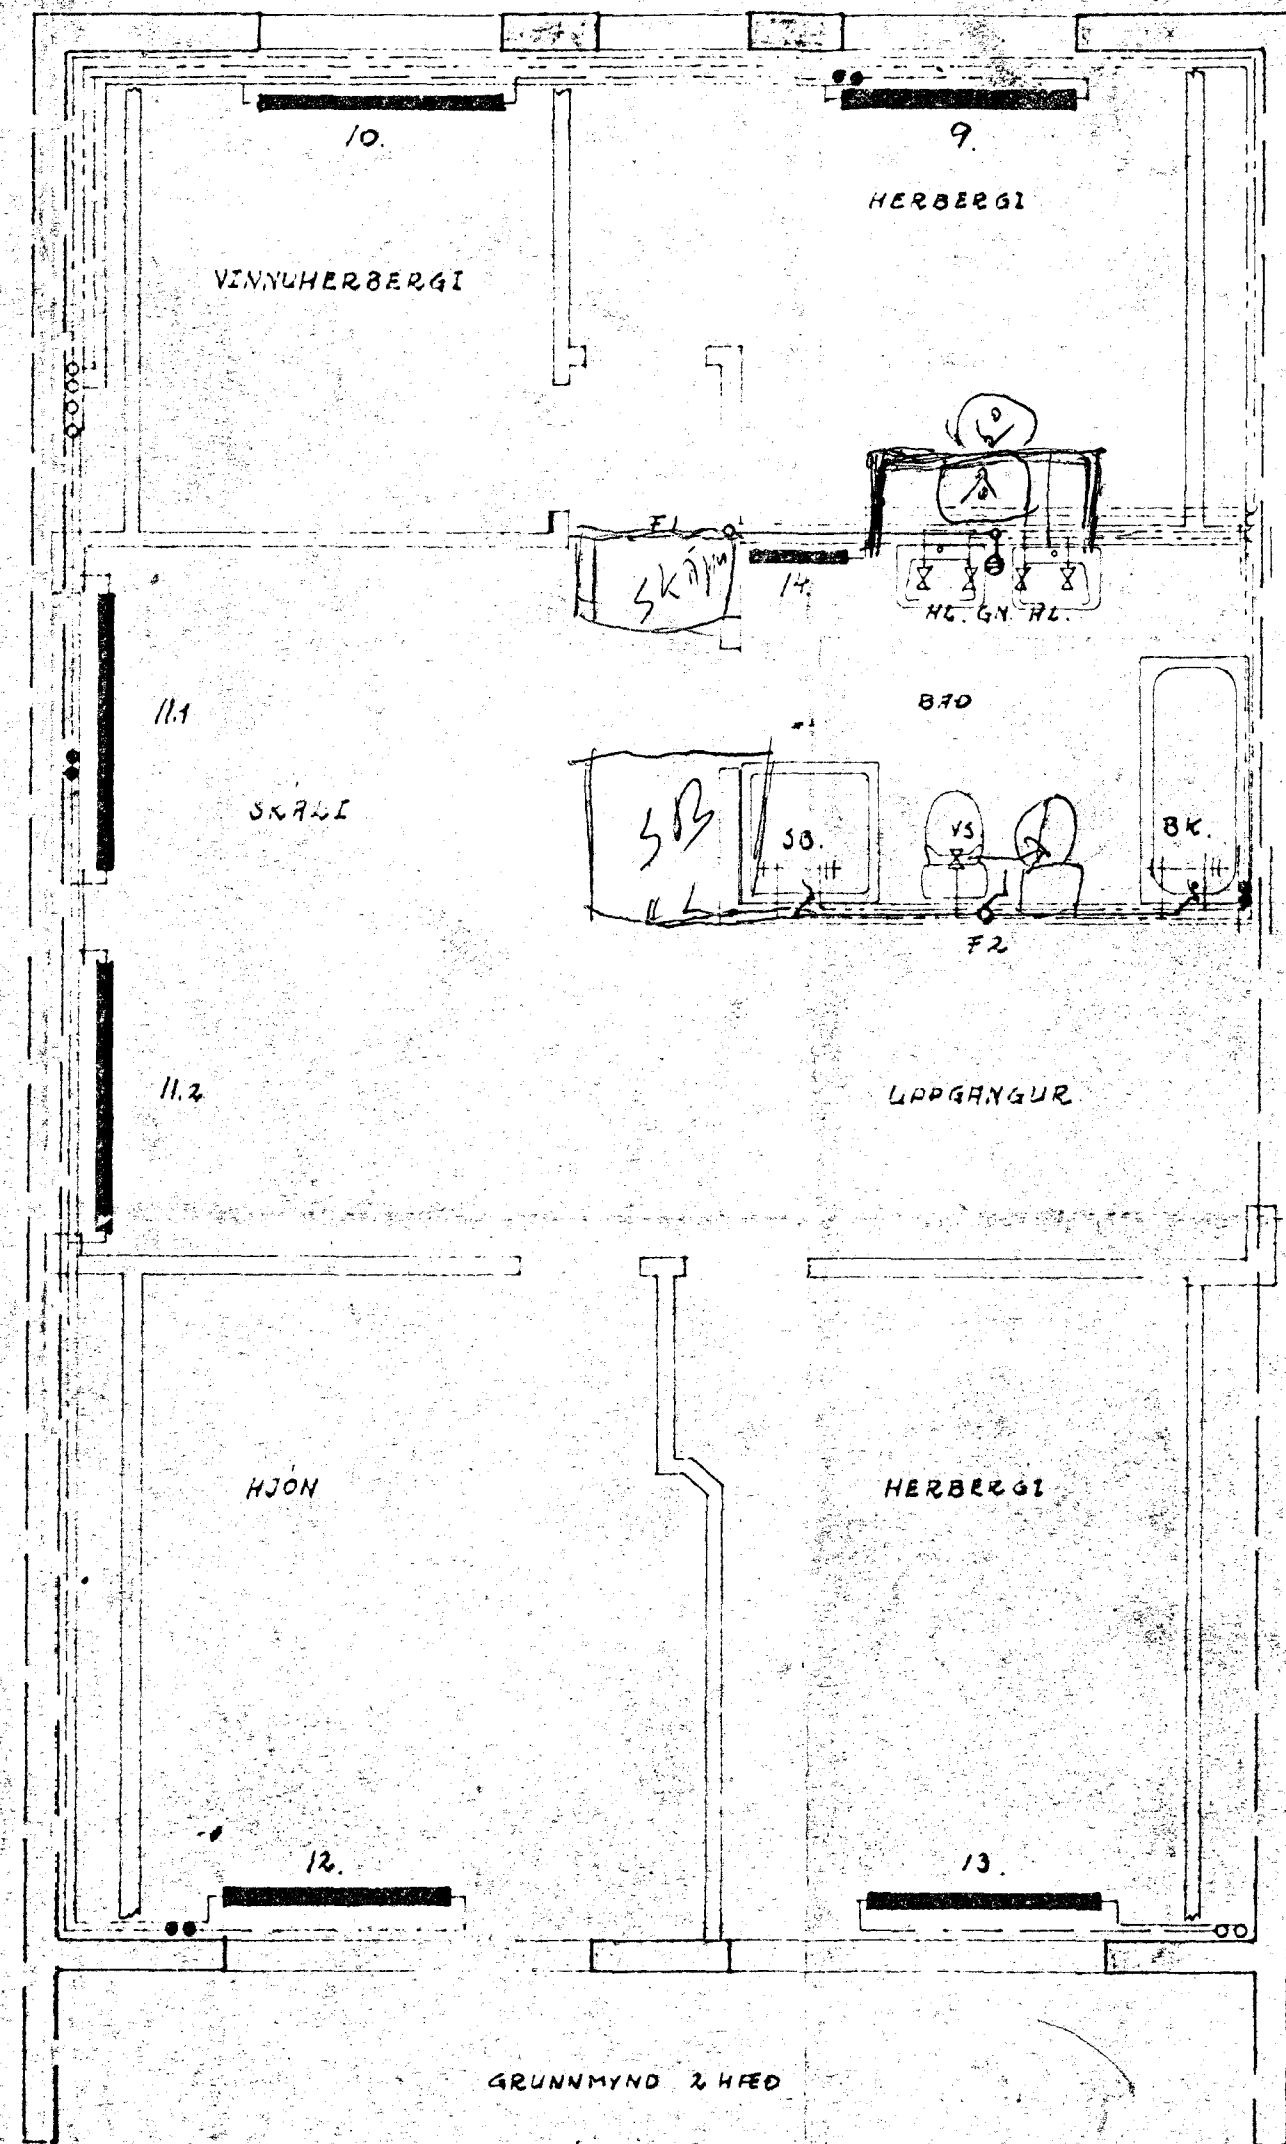 10.
9.
HERBERGI
VINNUHERBERGI
F1
SKÁPUR
14.
HL. GN. HL.
11.1
BAÐ
SKÁLI
SB
SB.
VS
BK.
F2
11.2
UPPGANGUR
HJÓN
HERBERGI
12.
13.
GRUNNMYND 2 HÆÐ